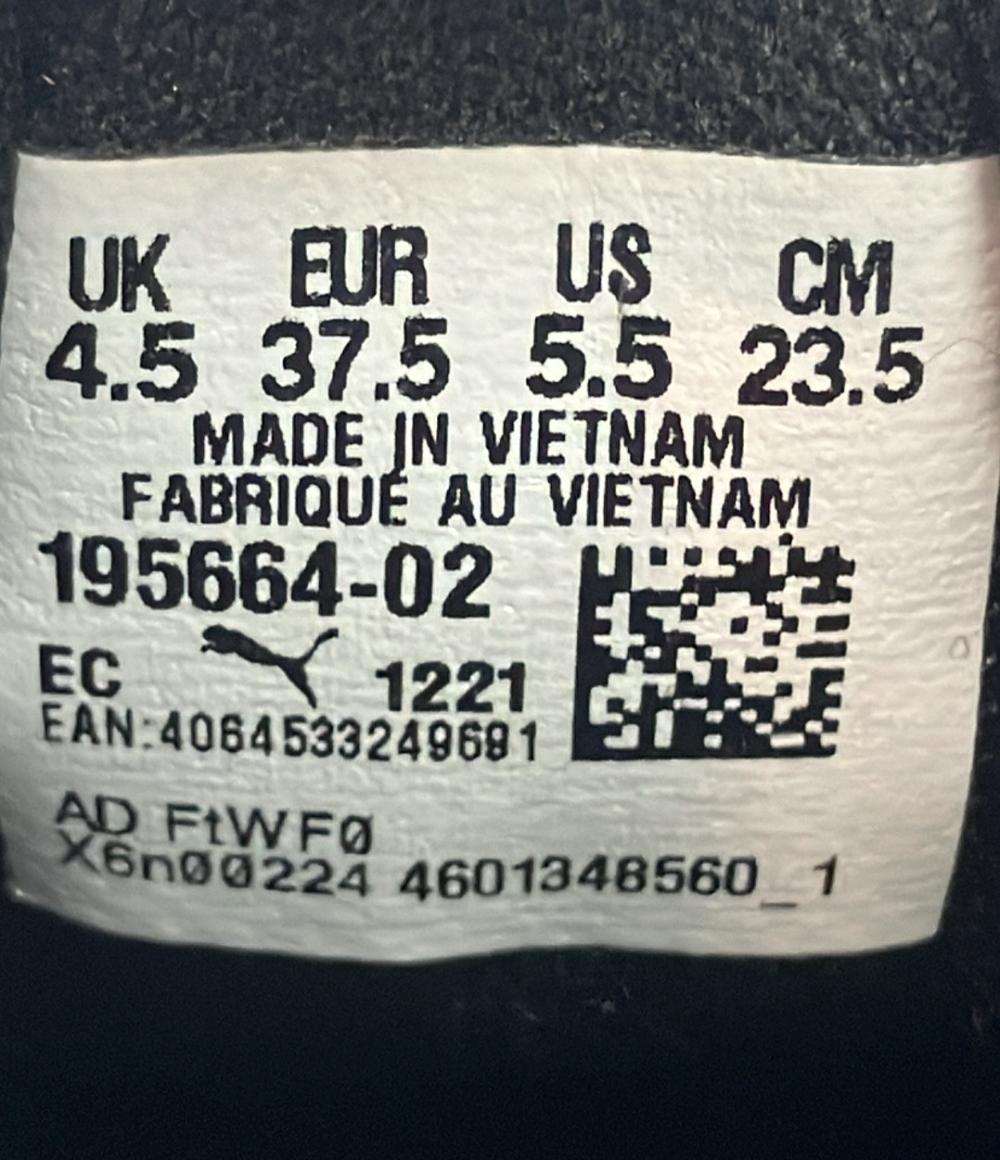 UK EUR US CM
4.5 37.5 5.5 23.5
MADE IN VIETNAM
FABRIQUÉ AU VIETNAM
195664-02
EC 1221
EAN:4064533249691
AD FtWF0
X6n00224 4601348560_1